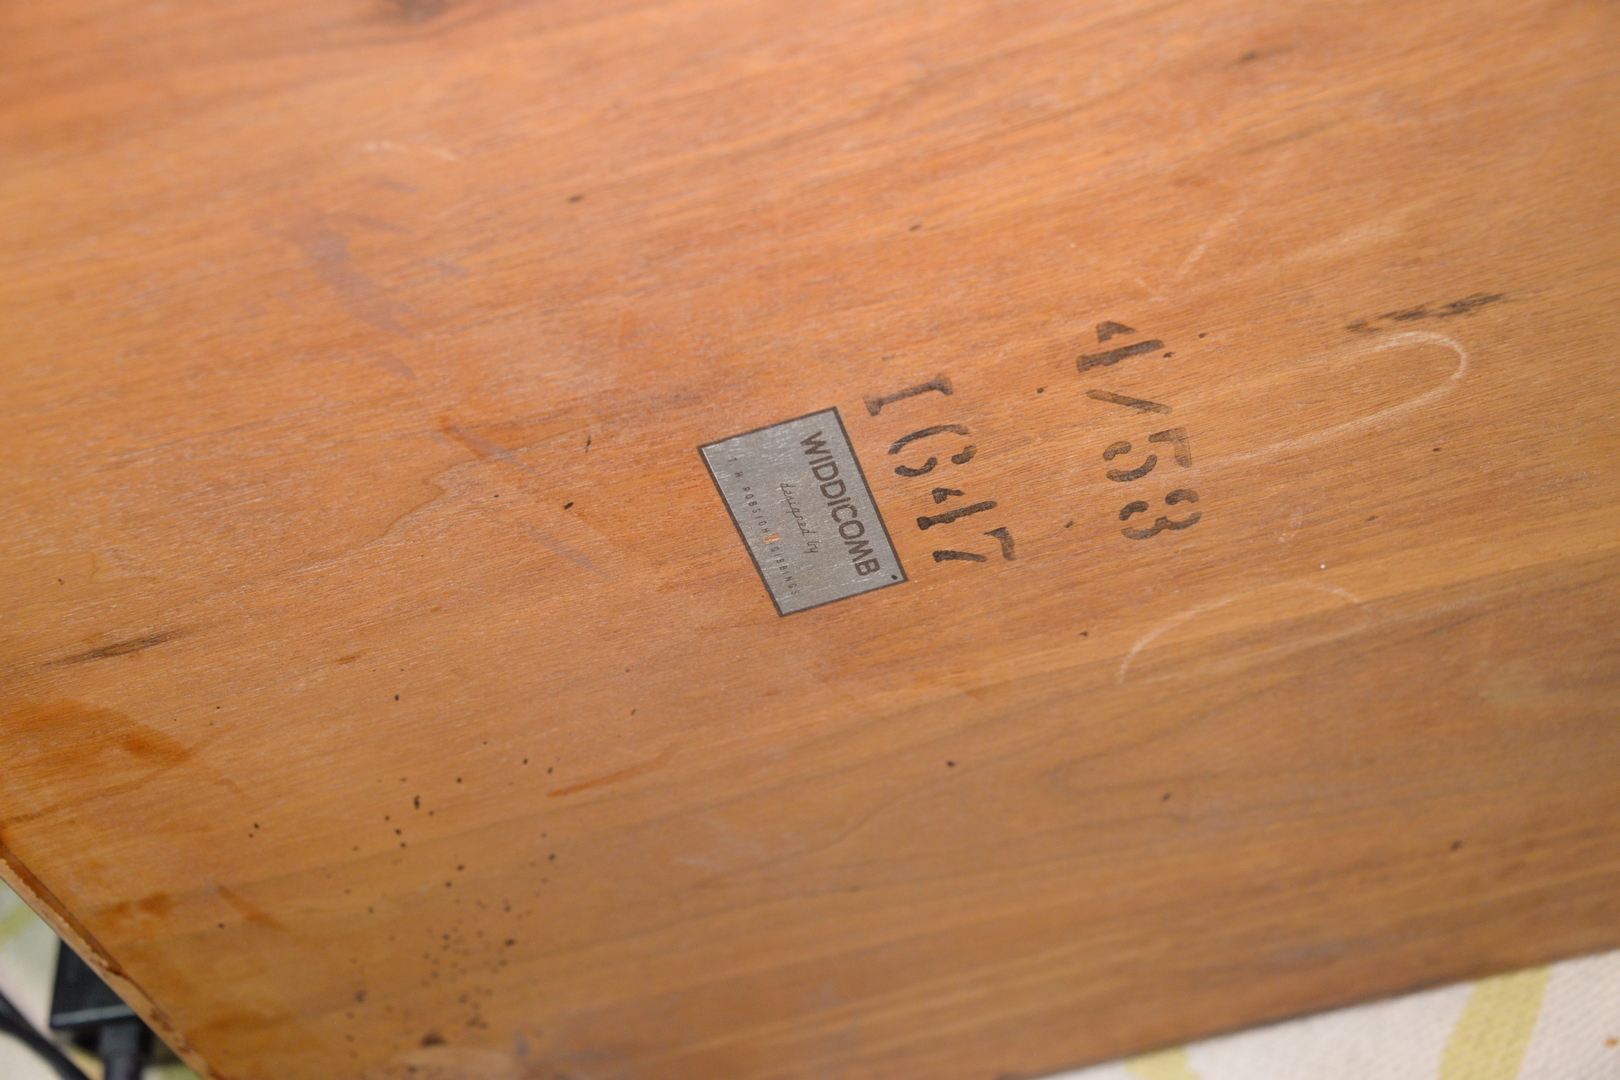 4/53
1647
WIDDICOMB
designed by
T H ROBSJOHN GIBBINGS